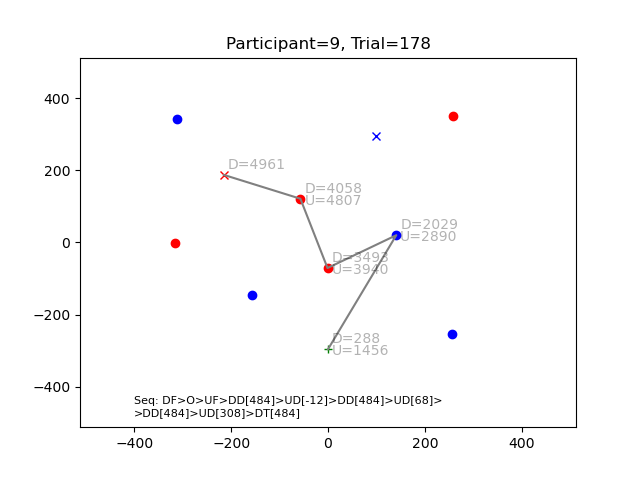 Participant=9, Trial=178
400
200
0
−200
−400
−400
−200
0
200
400
D=4961
D=4058
U=4807
D=2029
U=2890
D=3493
U=3940
D=288
U=1456
Seq: DF>O>UF>DD[484]>UD[-12]>DD[484]>UD[68]>
>DD[484]>UD[308]>DT[484]